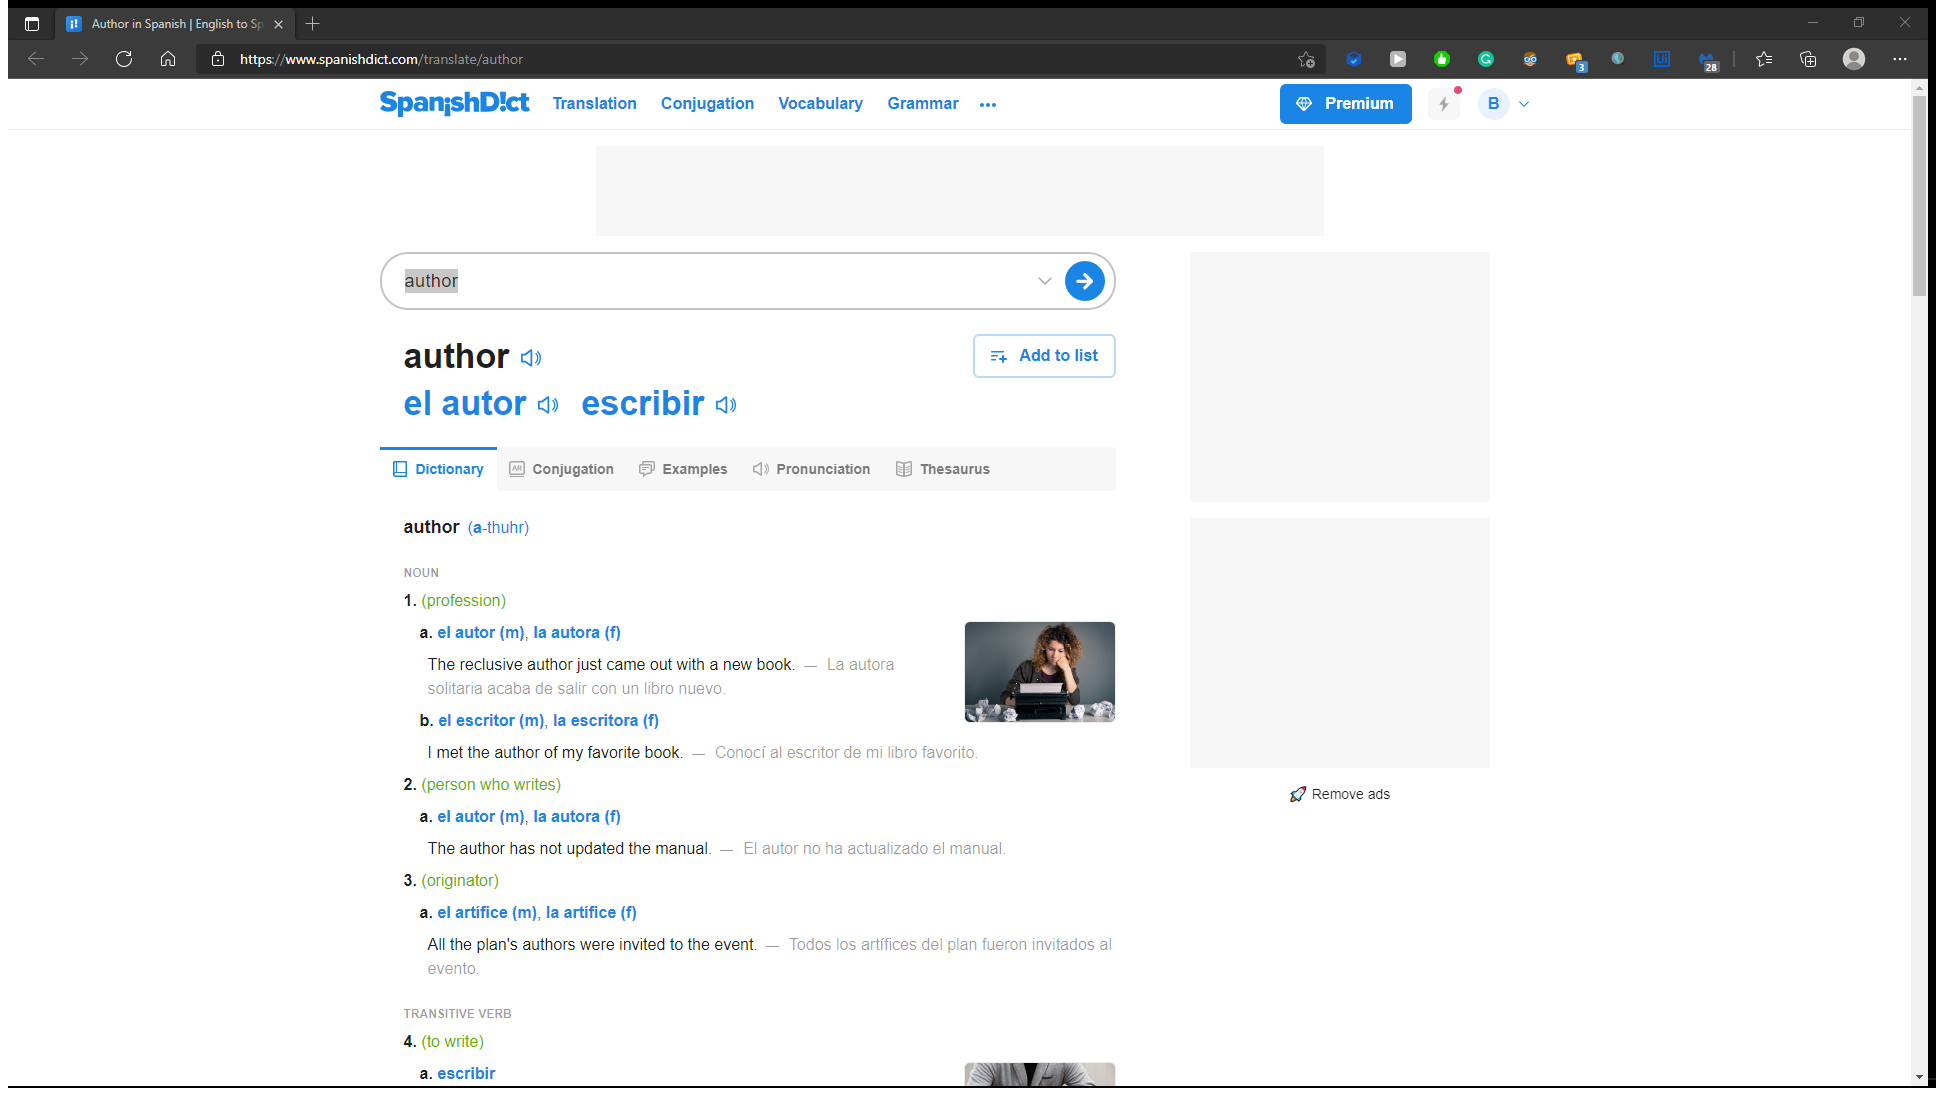 Author in Spanish | English to Sp
https://www.spanishdict.com/translate/author
3
28
SpanishD!ct Translation Conjugation Vocabulary Grammar ••• Premium B
author
author Add to list
el autor escribir
Dictionary Conjugation Examples Pronunciation Thesaurus
author (a-thuhr)
NOUN
1. (profession)
a. el autor (m), la autora (f)
The reclusive author just came out with a new book. — La autora
solitaria acaba de salir con un libro nuevo.
b. el escritor (m), la escritora (f)
I met the author of my favorite book. — Conocí al escritor de mi libro favorito.
2. (person who writes)
a. el autor (m), la autora (f)
The author has not updated the manual. — El autor no ha actualizado el manual.
3. (originator)
a. el artífice (m), la artífice (f)
All the plan's authors were invited to the event. — Todos los artífices del plan fueron invitados al
evento.
TRANSITIVE VERB
4. (to write)
a. escribir
Remove ads